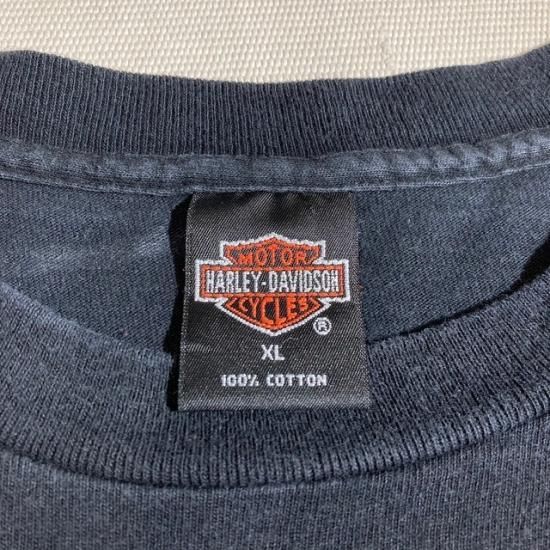 MOTOR
HARLEY-DAVIDSON
CYCLES
®
XL
100% COTTON